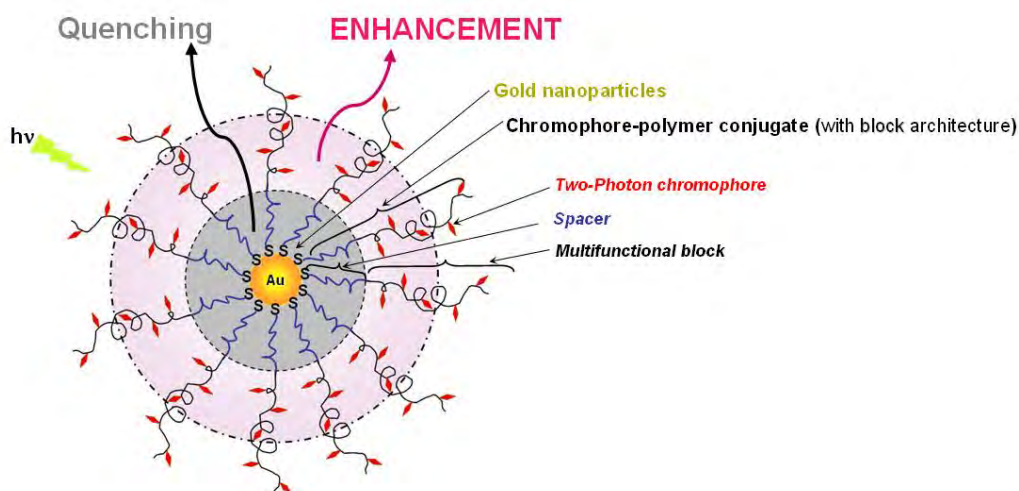 Quenching
ENHANCEMENT
Gold nanoparticles
hν
Chromophore-polymer conjugate (with block architecture)
Two-Photon chromophore
Spacer
Multifunctional block
S S S S
S S
S S
Au
S S
S S
S S